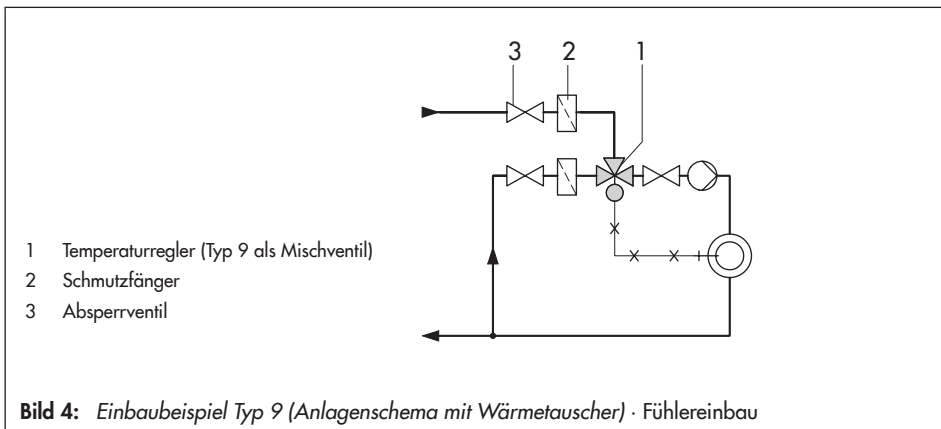 3 2 1
1 Temperaturregler (Typ 9 als Mischventil)
2 Schmutzfänger
3 Absperrventil
Bild 4: Einbaubeispiel Typ 9 (Anlagenschema mit Wärmetauscher) · Fühlereinbau